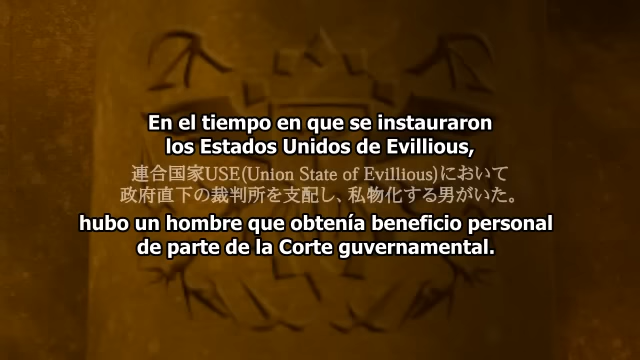 En el tiempo en que se instauraron
los Estados Unidos de Evillious,
連合国家USE(Union State of Evillious)において
政府直下の裁判所を支配し、私物化する男がいた。
hubo un hombre que obtenía beneficio personal
de parte de la Corte guvernamental.